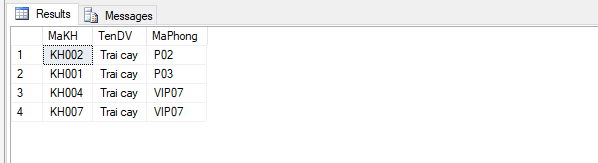 Results Messages
MaKH TenDV MaPhong
1 KH002 Trai cay P02
2 KH001 Trai cay P03
3 KH004 Trai cay VIP07
4 KH007 Trai cay VIP07